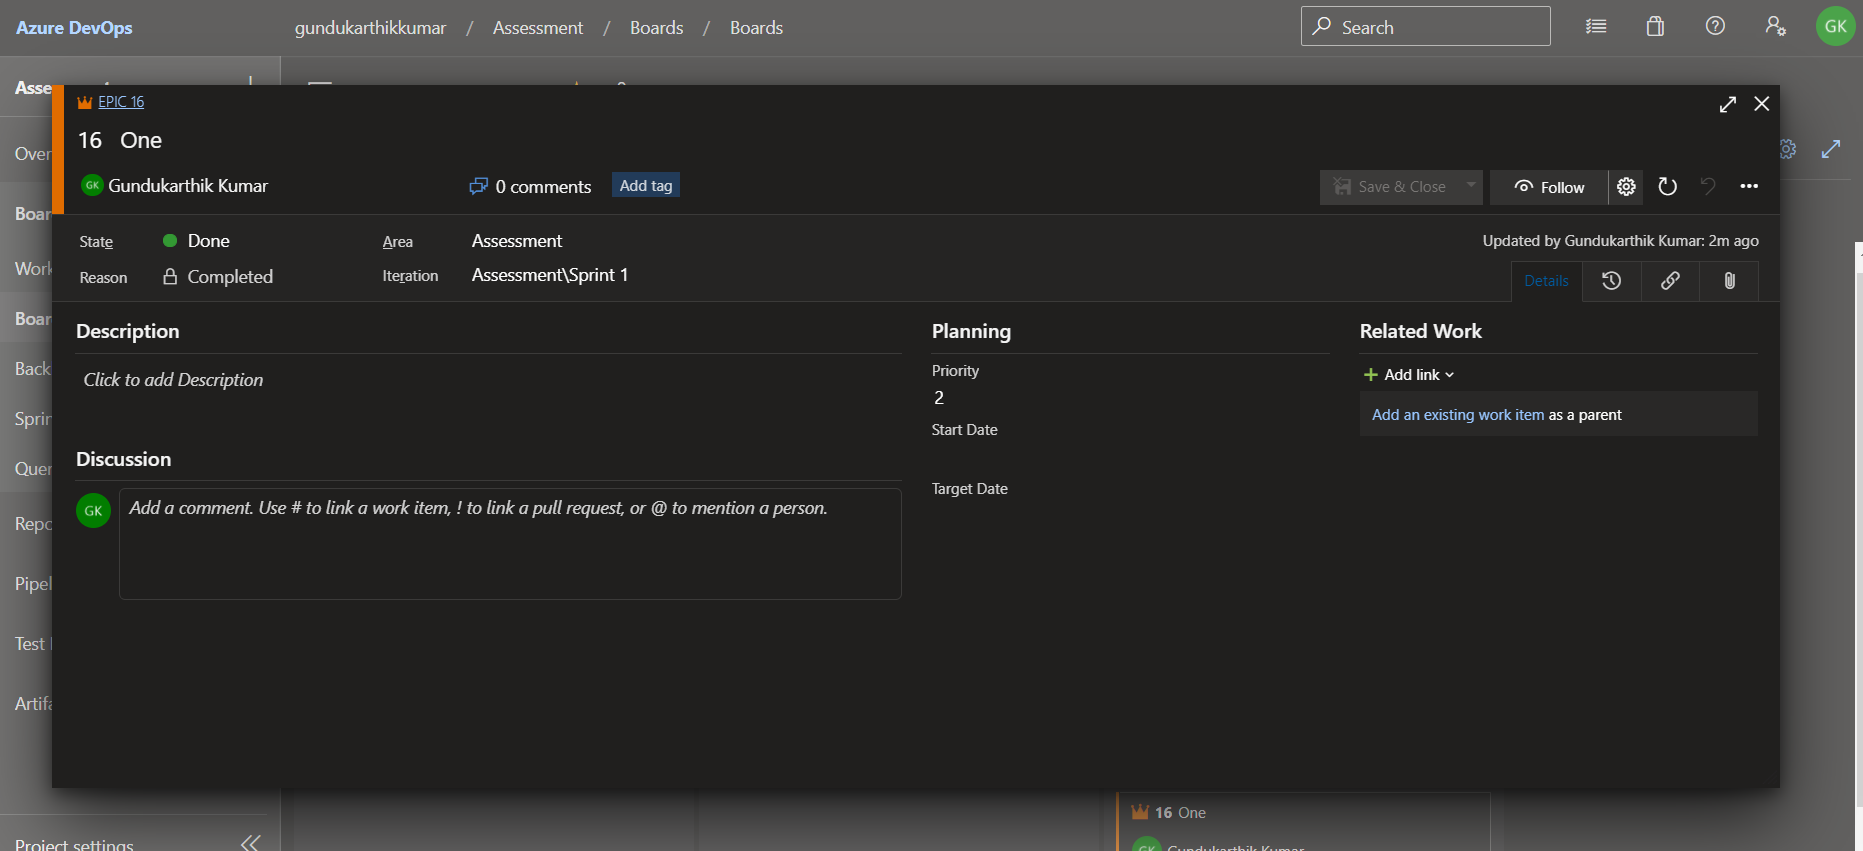 Azure DevOps
gundukarthikkumar / Assessment / Boards / Boards
Search
GK
Asse
EPIC 16
16 One
Over
GK Gundukarthik Kumar
0 comments
Add tag
Save & Close
Follow
Boar
State
Done
Area
Assessment
Updated by Gundukarthik Kumar: 2m ago
Reason
Completed
Iteration
Assessment\Sprint 1
Details
Work
Boar
Description
Planning
Related Work
Back
Click to add Description
Priority
2
Add link
Start Date
Add an existing work item as a parent
Sprin
Discussion
Quer
Target Date
GK
Add a comment. Use # to link a work item, ! to link a pull request, or @ to mention a person.
Repo
Pipel
Test
Artifa
16 One
Project settings
GK Gundukarthik Kumar